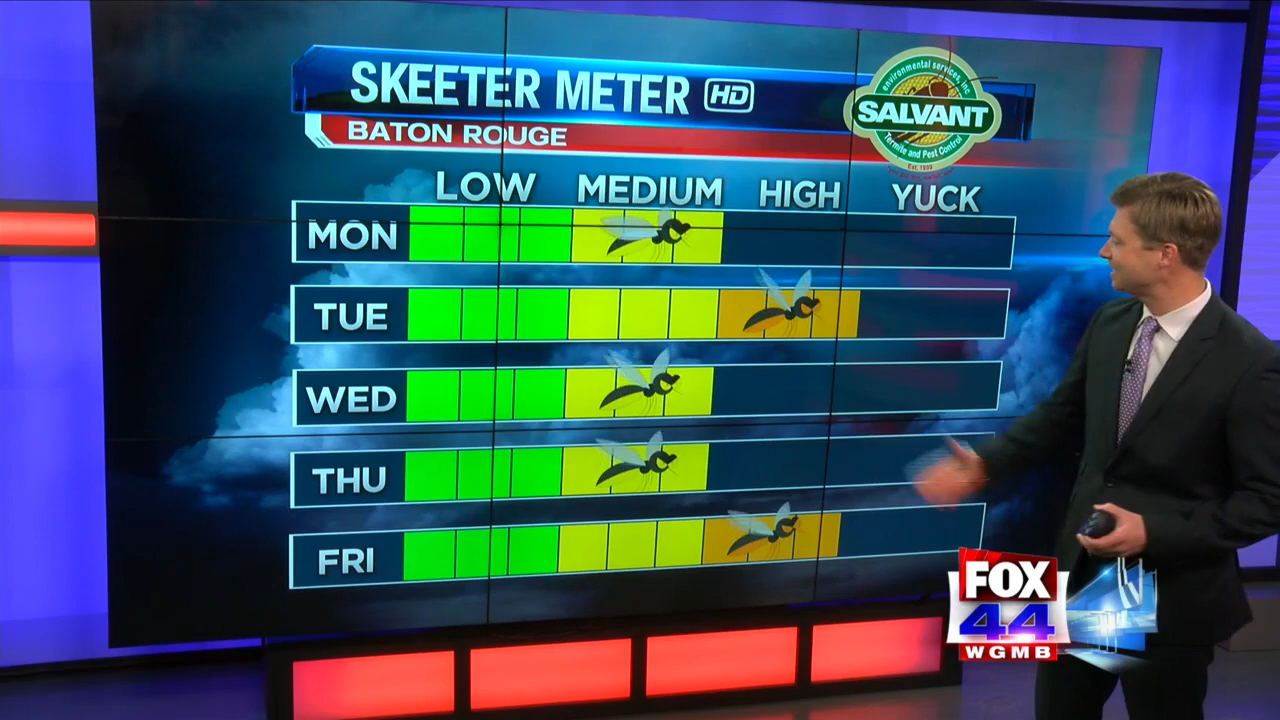 SKEETER METER HD
BATON ROUGE
environmental services, inc
SALVANT
Termite and Pest Control
LOW MEDIUM HIGH YUCK
MON
TUE
WED
THU
FRI
FOX
44
WGMB